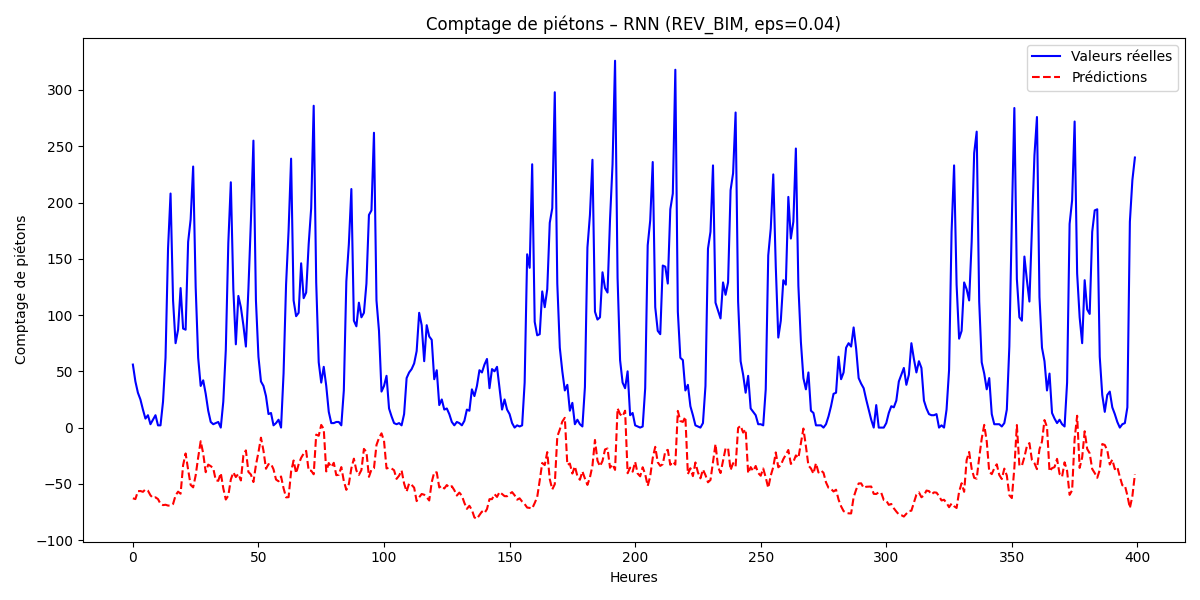 Comptage de piétons – RNN (REV_BIM, eps=0.04)
Valeurs réelles
Prédictions
Comptage de piétons
300
250
200
150
100
50
0
−50
−100
0 50 100 150 200 250 300 350 400
Heures